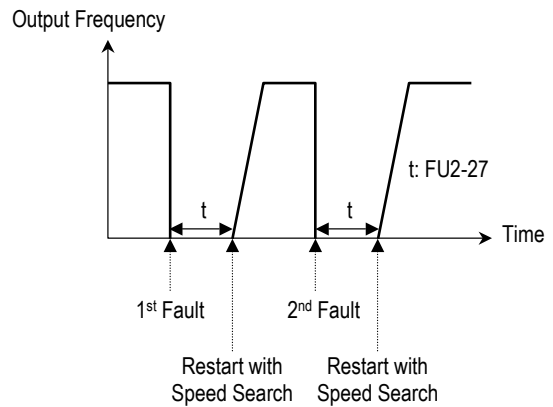 Output Frequency
t: FU2-27
t
t
Time
1st Fault
2nd Fault
Restart with
Speed Search
Restart with
Speed Search